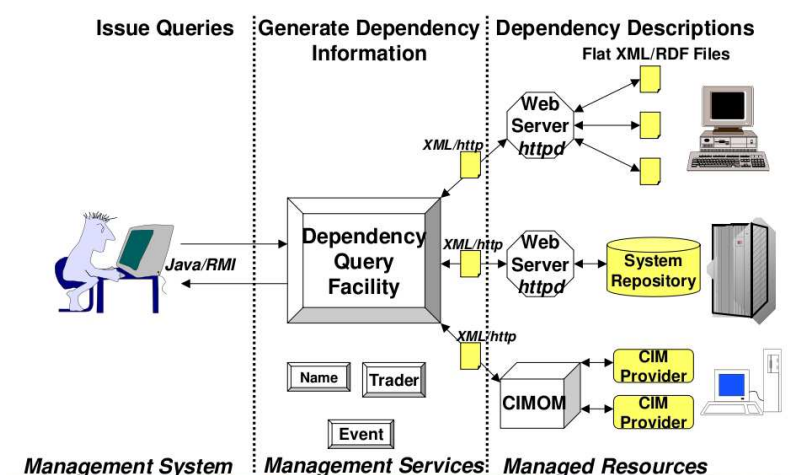 Issue Queries
Generate Dependency
Information
Dependency Descriptions
Flat XML/RDF Files
Web
Server
httpd
XML/http
Java/RMI
Dependency
Query
Facility
XML/http
Web
Server
httpd
System
Repository
XML/http
Name
Trader
Event
CIMOM
CIM
Provider
CIM
Provider
Management System
Management Services
Managed Resources